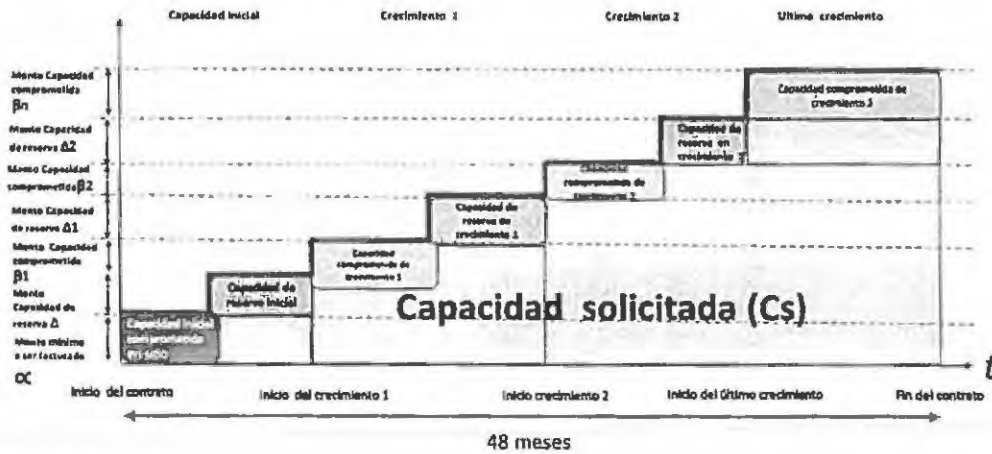 Capacidad Inicial
Crecimiento 1
Crecimiento 2
Ultimo crecimiento
Monto Capacidad
comprometida
βn
Monto Capacidad
de reserva Δ2
Monto Capacidad
comprometida β2
Monto Capacidad
de reserva Δ1
Monto Capacidad
comprometida
β1
Monto
Capacidad de
reserva Δ
Monto mínimo
a ser facturado
∝
Capacidad inicial
comprometida
Capacidad de
reserva inicial
Capacidad
comprometida de
crecimiento 1
Capacidad de
reserva de
crecimiento 1
Capacidad
comprometida de
crecimiento 2
Capacidad de
reserva en
crecimiento 2
Capacidad comprometida de
crecimiento 3
Capacidad solicitada (Cs)
t
Inicio del contrato
Inicio del crecimiento 1
Inicio crecimiento 2
Inicio del último crecimiento
Fin del contrato
48 meses